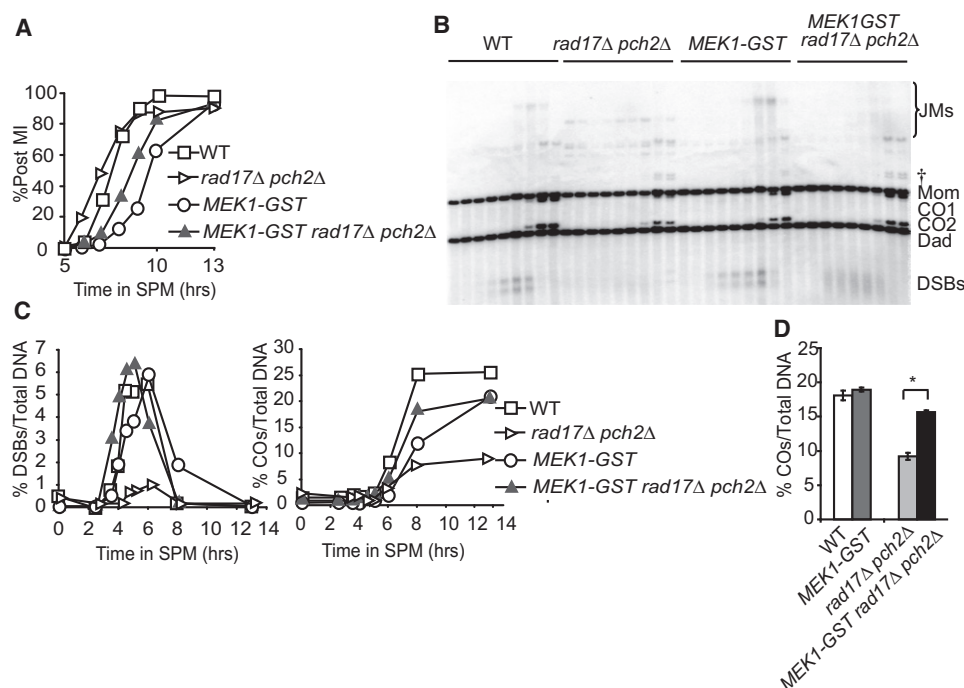 A
%Post MI
100
80
60
40
20
0
5
10
13
Time in SPM (hrs)
WT
rad17Δ pch2Δ
MEK1-GST
MEK1-GST rad17Δ pch2Δ
B
WT
rad17Δ pch2Δ
MEK1-GST
MEK1GST
rad17Δ pch2Δ
JMs
†
Mom
CO1
CO2
Dad
DSBs
C
% DSBs/Total DNA
7
6
5
4
3
2
1
0
0 2 4 6 8 10 12 14
Time in SPM (hrs)
% COs/Total DNA
30
25
20
15
10
5
0
0 2 4 6 8 10 12 14
Time in SPM (hrs)
WT
rad17Δ pch2Δ
MEK1-GST
MEK1-GST rad17Δ pch2Δ
D
% COs/Total DNA
25
20
15
10
5
0
*
WT
MEK1-GST
rad17Δ pch2Δ
MEK1-GST rad17Δ pch2Δ